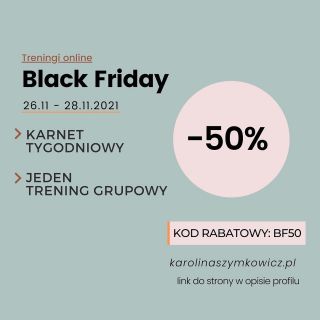 Treningi online
Black Friday
26.11 - 28.11.2021
KARNET
TYGODNIOWY
JEDEN
TRENING GRUPOWY
-50%
KOD RABATOWY: BF50
karolinaszymkowicz.pl
link do strony w opisie profilu